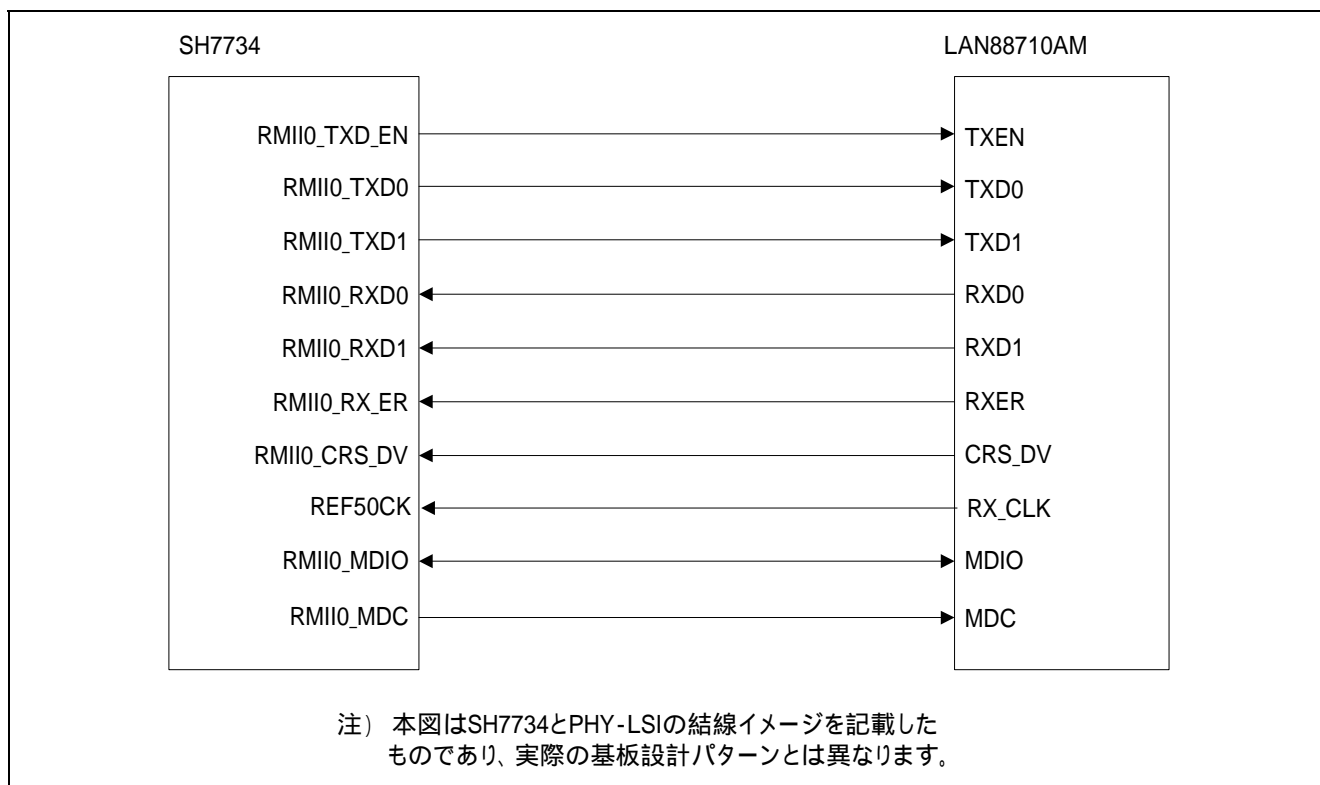 SH7734 LAN88710AM
RMII0_TXD_EN TXEN
RMII0_TXD0 TXD0
RMII0_TXD1 TXD1
RMII0_RXD0 RXD0
RMII0_RXD1 RXD1
RMII0_RX_ER RXER
RMII0_CRS_DV CRS_DV
REF50CK RX_CLK
RMII0_MDIO MDIO
RMII0_MDC MDC
注） 本図はSH7734とPHY-LSIの結線イメージを記載した
ものであり、実際の基板設計パターンとは異なります。